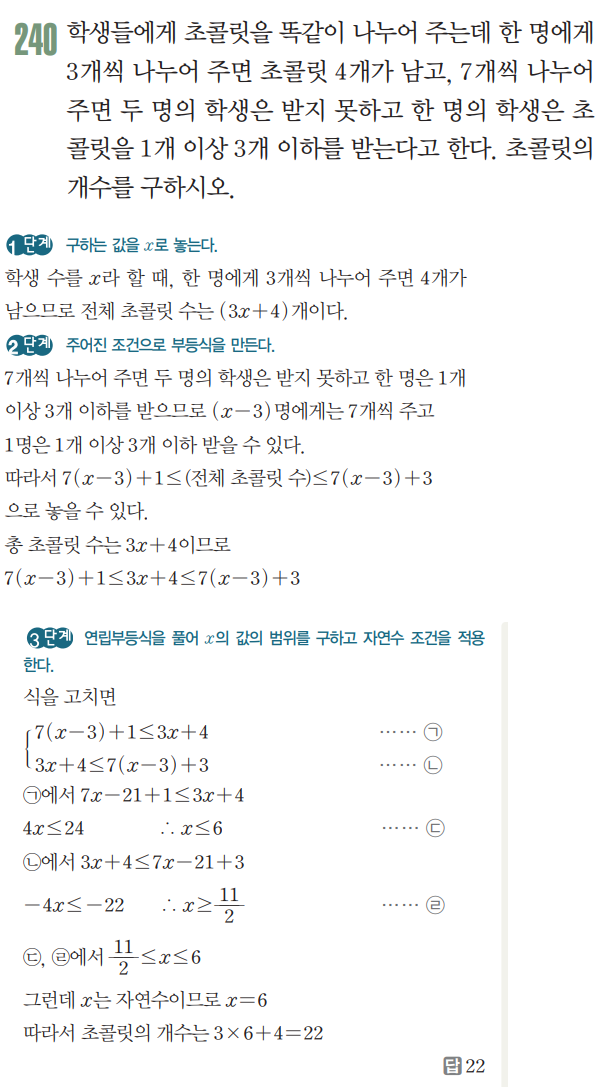 240 학생들에게 초콜릿을 똑같이 나누어 주는데 한 명에게
3개씩 나누어 주면 초콜릿 4개가 남고, 7개씩 나누어
주면 두 명의 학생은 받지 못하고 한 명의 학생은 초
콜릿을 1개 이상 3개 이하를 받는다고 한다. 초콜릿의
개수를 구하시오.
1단계 구하는 값을 x로 놓는다.
학생 수를 x라 할 때, 한 명에게 3개씩 나누어 주면 4개가
남으므로 전체 초콜릿 수는 (3x+4)개이다.
2단계 주어진 조건으로 부등식을 만든다.
7개씩 나누어 주면 두 명의 학생은 받지 못하고 한 명은 1개
이상 3개 이하를 받으므로 (x-3)명에게는 7개씩 주고
1명은 1개 이상 3개 이하 받을 수 있다.
따라서 7(x-3)+1≤(전체 초콜릿 수)≤7(x-3)+3
으로 놓을 수 있다.
총 초콜릿 수는 3x+4이므로
7(x-3)+1≤3x+4≤7(x-3)+3
3단계 연립부등식을 풀어 x의 값의 범위를 구하고 자연수 조건을 적용
한다.
식을 고치면
7(x-3)+1≤3x+4 …… ㉠
3x+4≤7(x-3)+3 …… ㉡
㉠에서 7x-21+1≤3x+4
4x≤24 ∴ x≤6 …… ㉢
㉡에서 3x+4≤7x-21+3
-4x≤-22 ∴ x≥11/2 …… ㉣
㉢, ㉣에서 11/2≤x≤6
그런데 x는 자연수이므로 x=6
따라서 초콜릿의 개수는 3×6+4=22
답 22